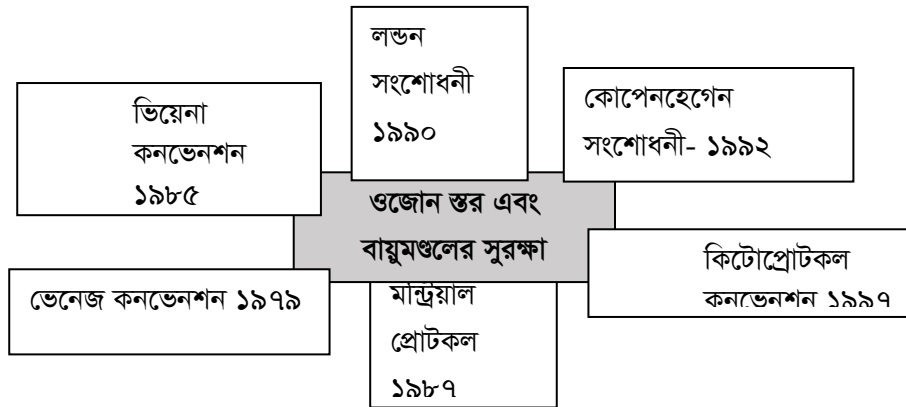 লন্ডন
সংশোধনী
১৯৯০
ভিয়েনা
কনভেনশন
১৯৮৫
কোপেনহেগেন
সংশোধনী- ১৯৯২
ওজোন স্তর এবং
বায়ুমণ্ডলের সুরক্ষা
ভেনেজ কনভেনশন ১৯৭৯
মন্ট্রিয়াল
প্রোটকল
১৯৮৭
কিটোপ্রোটকল
কনভেনশন ১৯৯৭